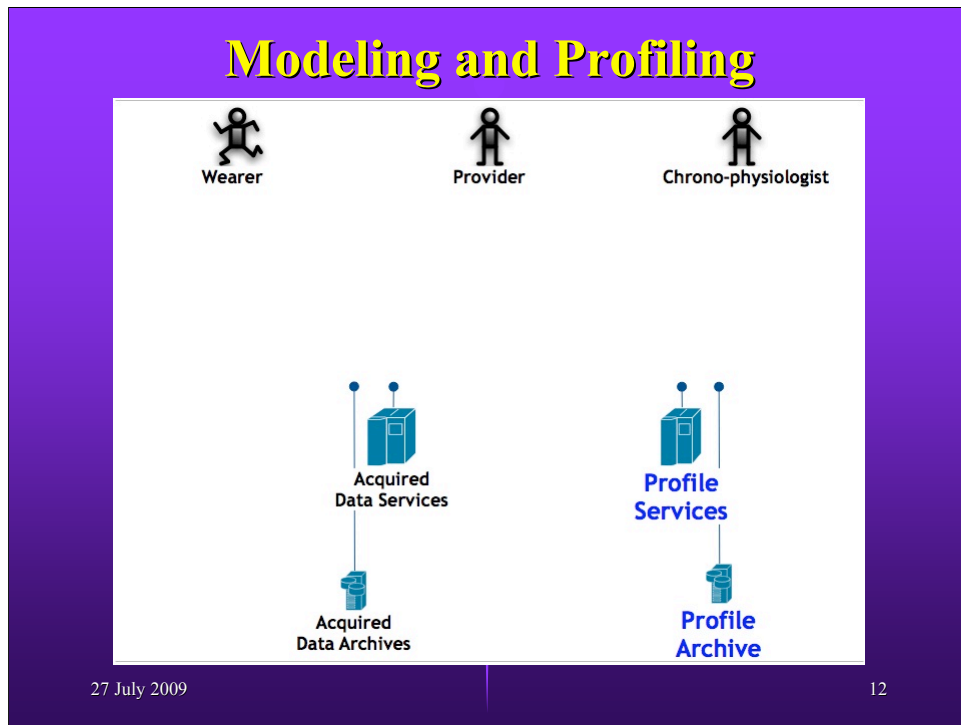 Modeling and Profiling
Wearer
Provider
Chrono-physiologist
Acquired
Data Services
Profile
Services
Acquired
Data Archives
Profile
Archive
27 July 2009
12